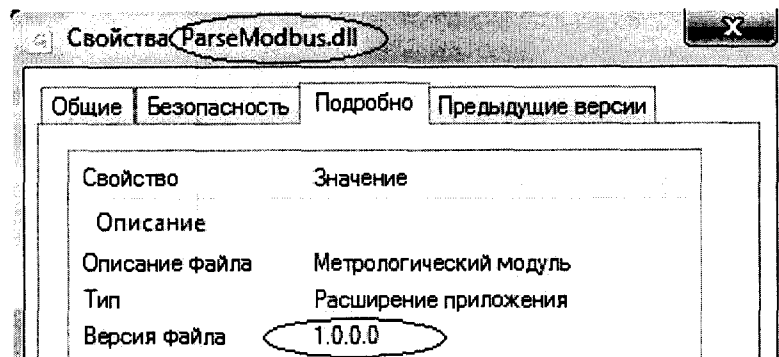 Свойства ParseModbus.dll
Общие Безопасность Подробно Предыдущие версии
Свойство Значение
Описание
Описание файла Метрологический модуль
Тип Расширение приложения
Версия файла 1.0.0.0